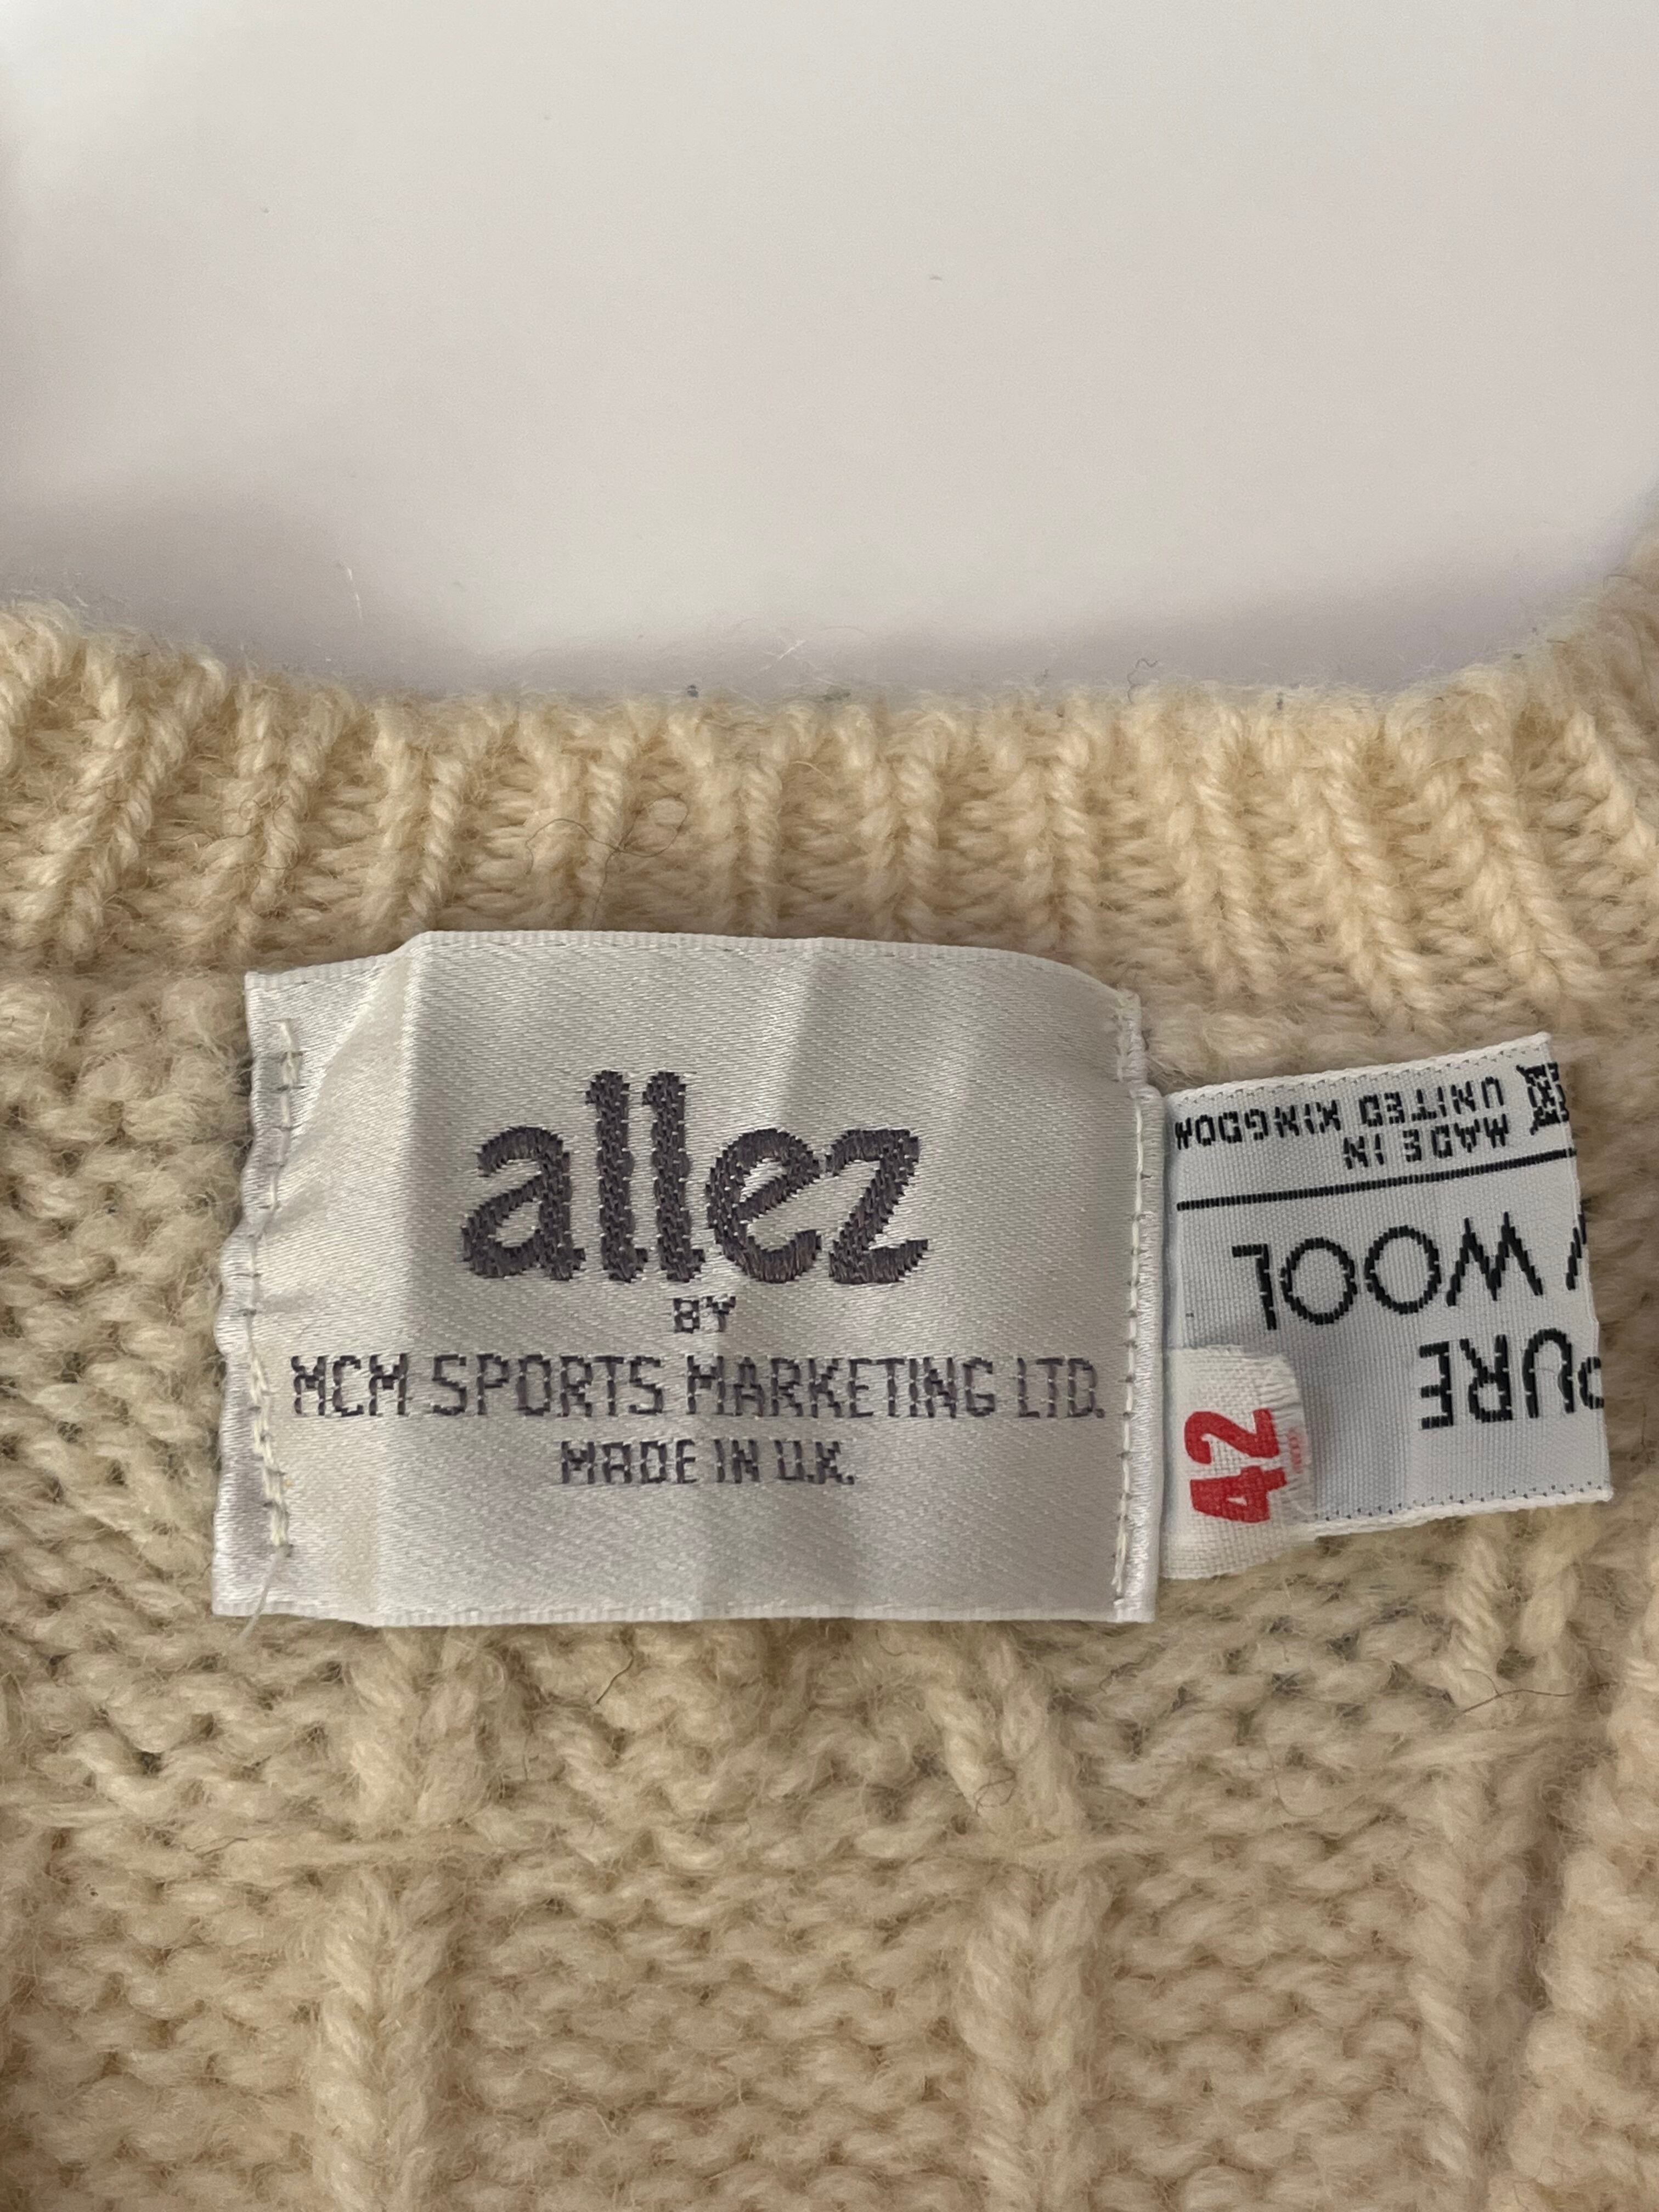 allez
BY
MCM SPORTS MARKETING LTD.
MADE IN U.K.
42
PURE
WOOL
MADE IN
UNITED KINGDOM